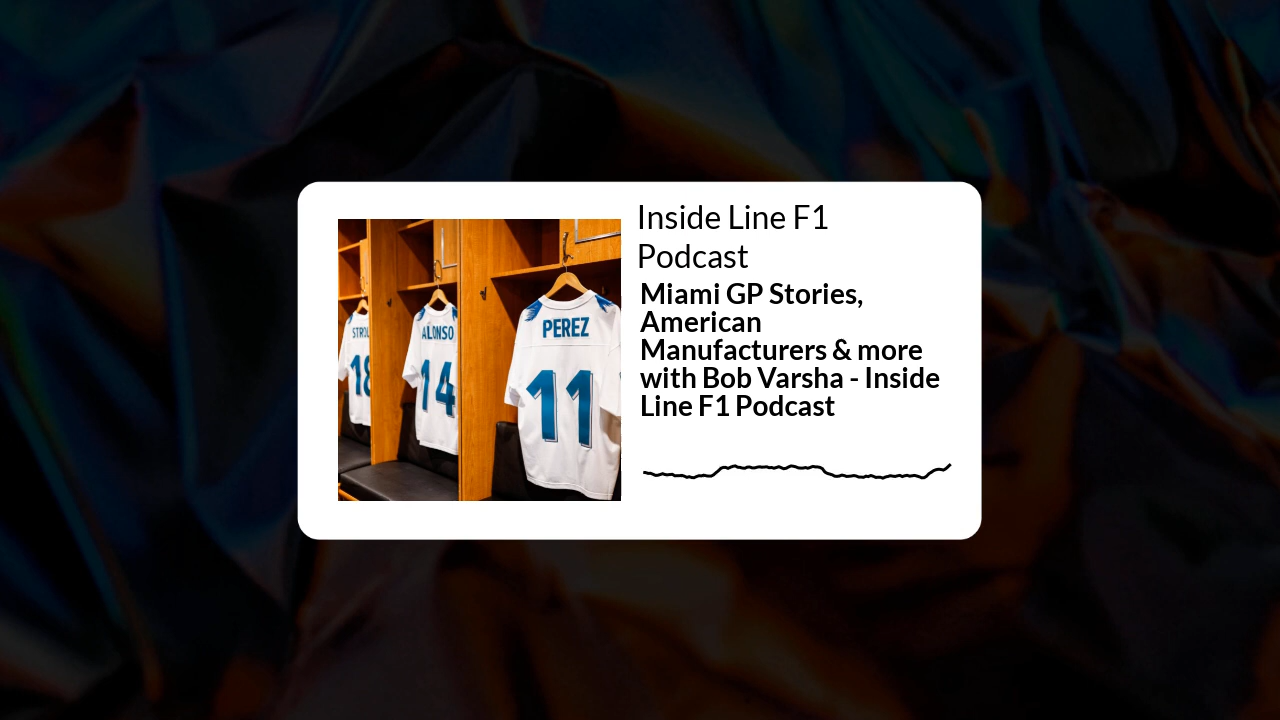 Inside Line F1
Podcast
Miami GP Stories,
American
Manufacturers & more
with Bob Varsha - Inside
Line F1 Podcast
ALONSO
14
PEREZ
11
18